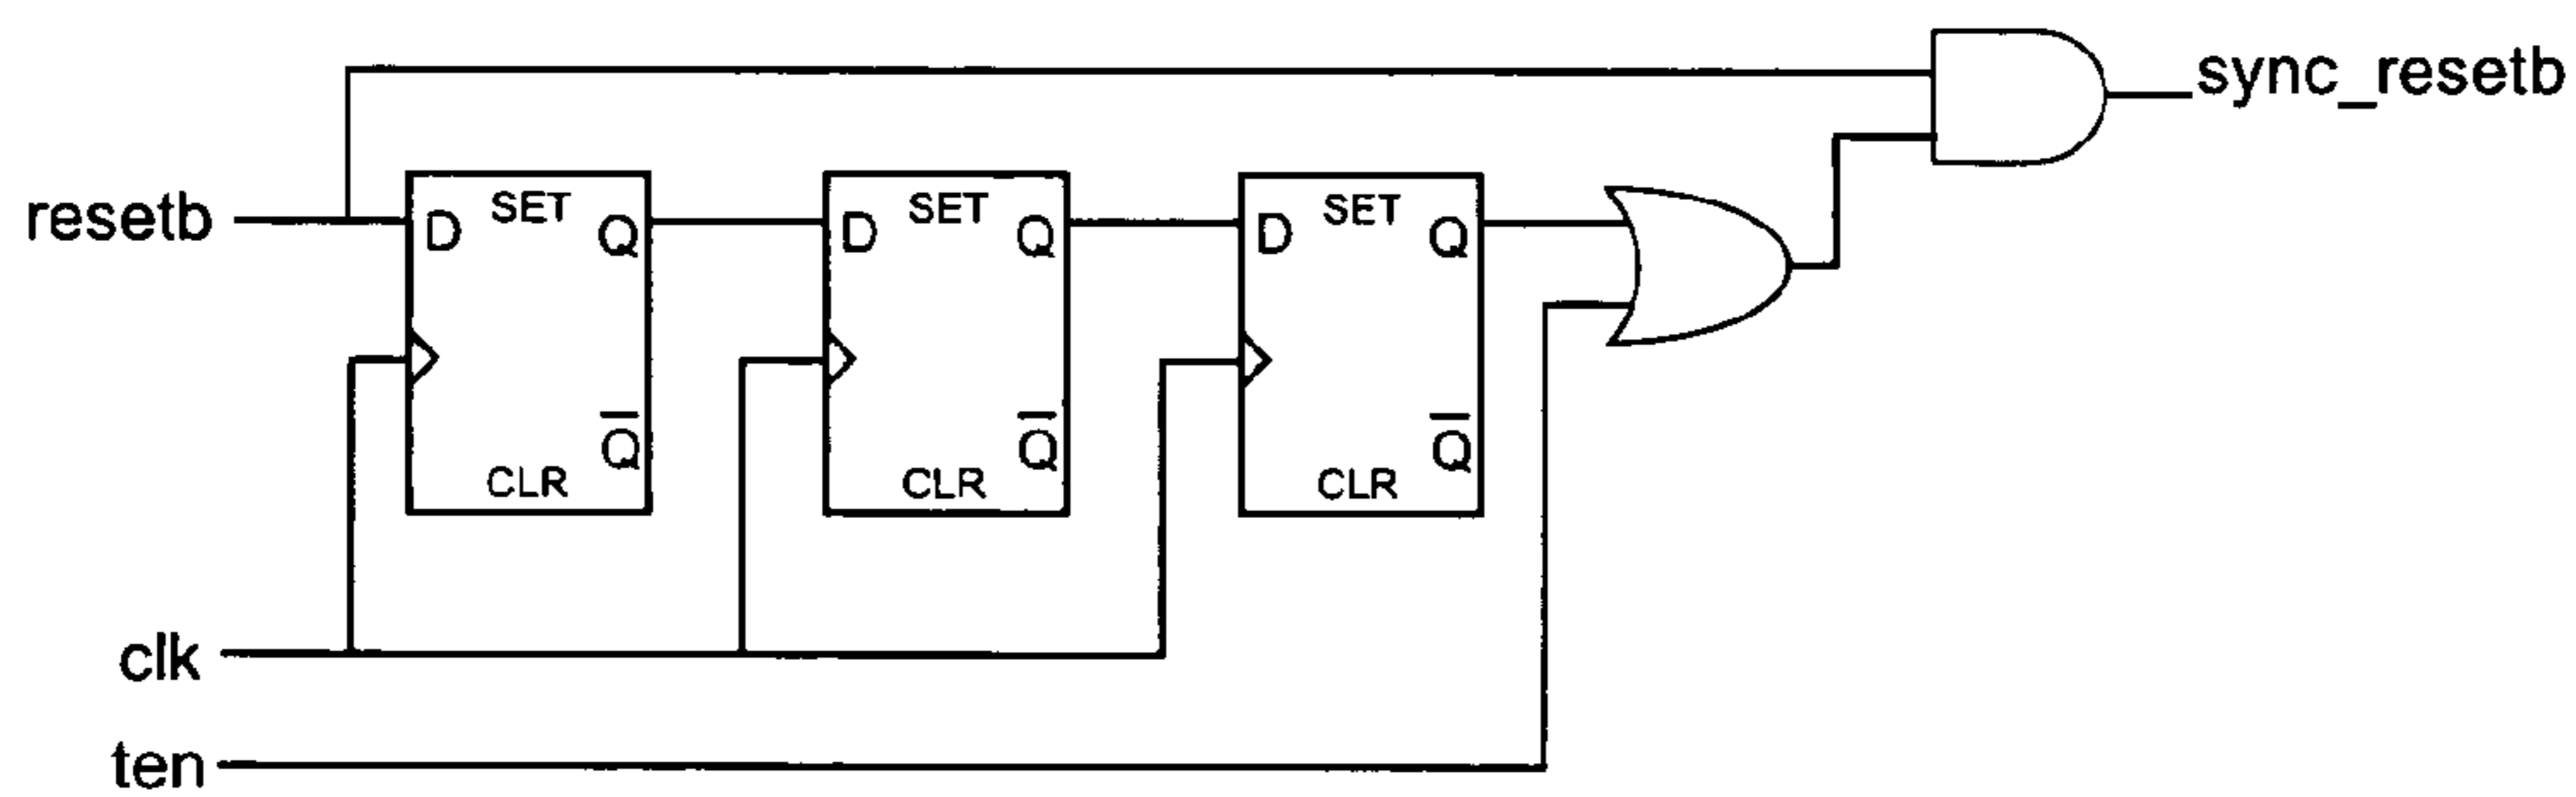 sync_resetb
resetb
D SET Q
D SET Q
D SET Q
Q̅
Q̅
Q̅
CLR
CLR
CLR
clk
ten